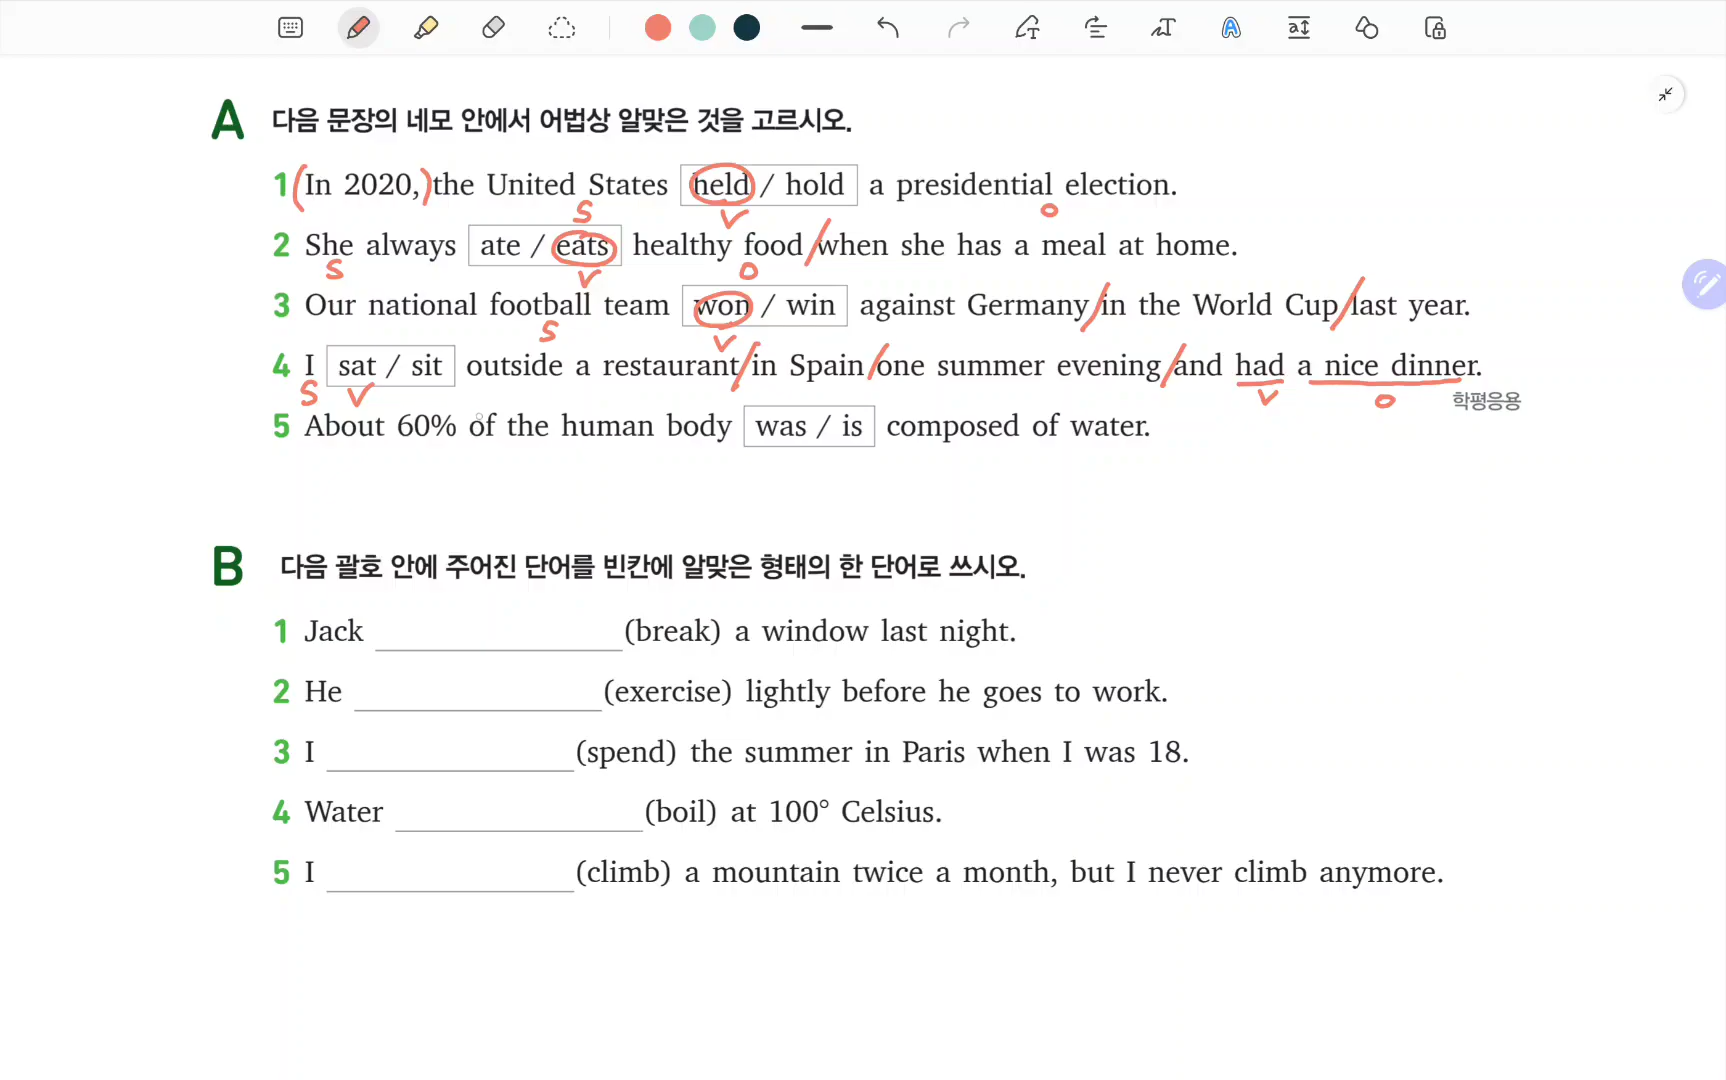 A 다음 문장의 네모 안에서 어법상 알맞은 것을 고르시오.
1 (In 2020,) the United States held / hold a presidential election.
S V O
2 She always ate / eats healthy food / when she has a meal at home.
S V O
3 Our national football team won / win against Germany / in the World Cup / last year.
S V
4 I sat / sit outside a restaurant / in Spain / one summer evening / and had a nice dinner.
S V V O 학평응용
5 About 60% of the human body was / is composed of water.
B 다음 괄호 안에 주어진 단어를 빈칸에 알맞은 형태의 한 단어로 쓰시오.
1 Jack (break) a window last night.
2 He (exercise) lightly before he goes to work.
3 I (spend) the summer in Paris when I was 18.
4 Water (boil) at 100° Celsius.
5 I (climb) a mountain twice a month, but I never climb anymore.